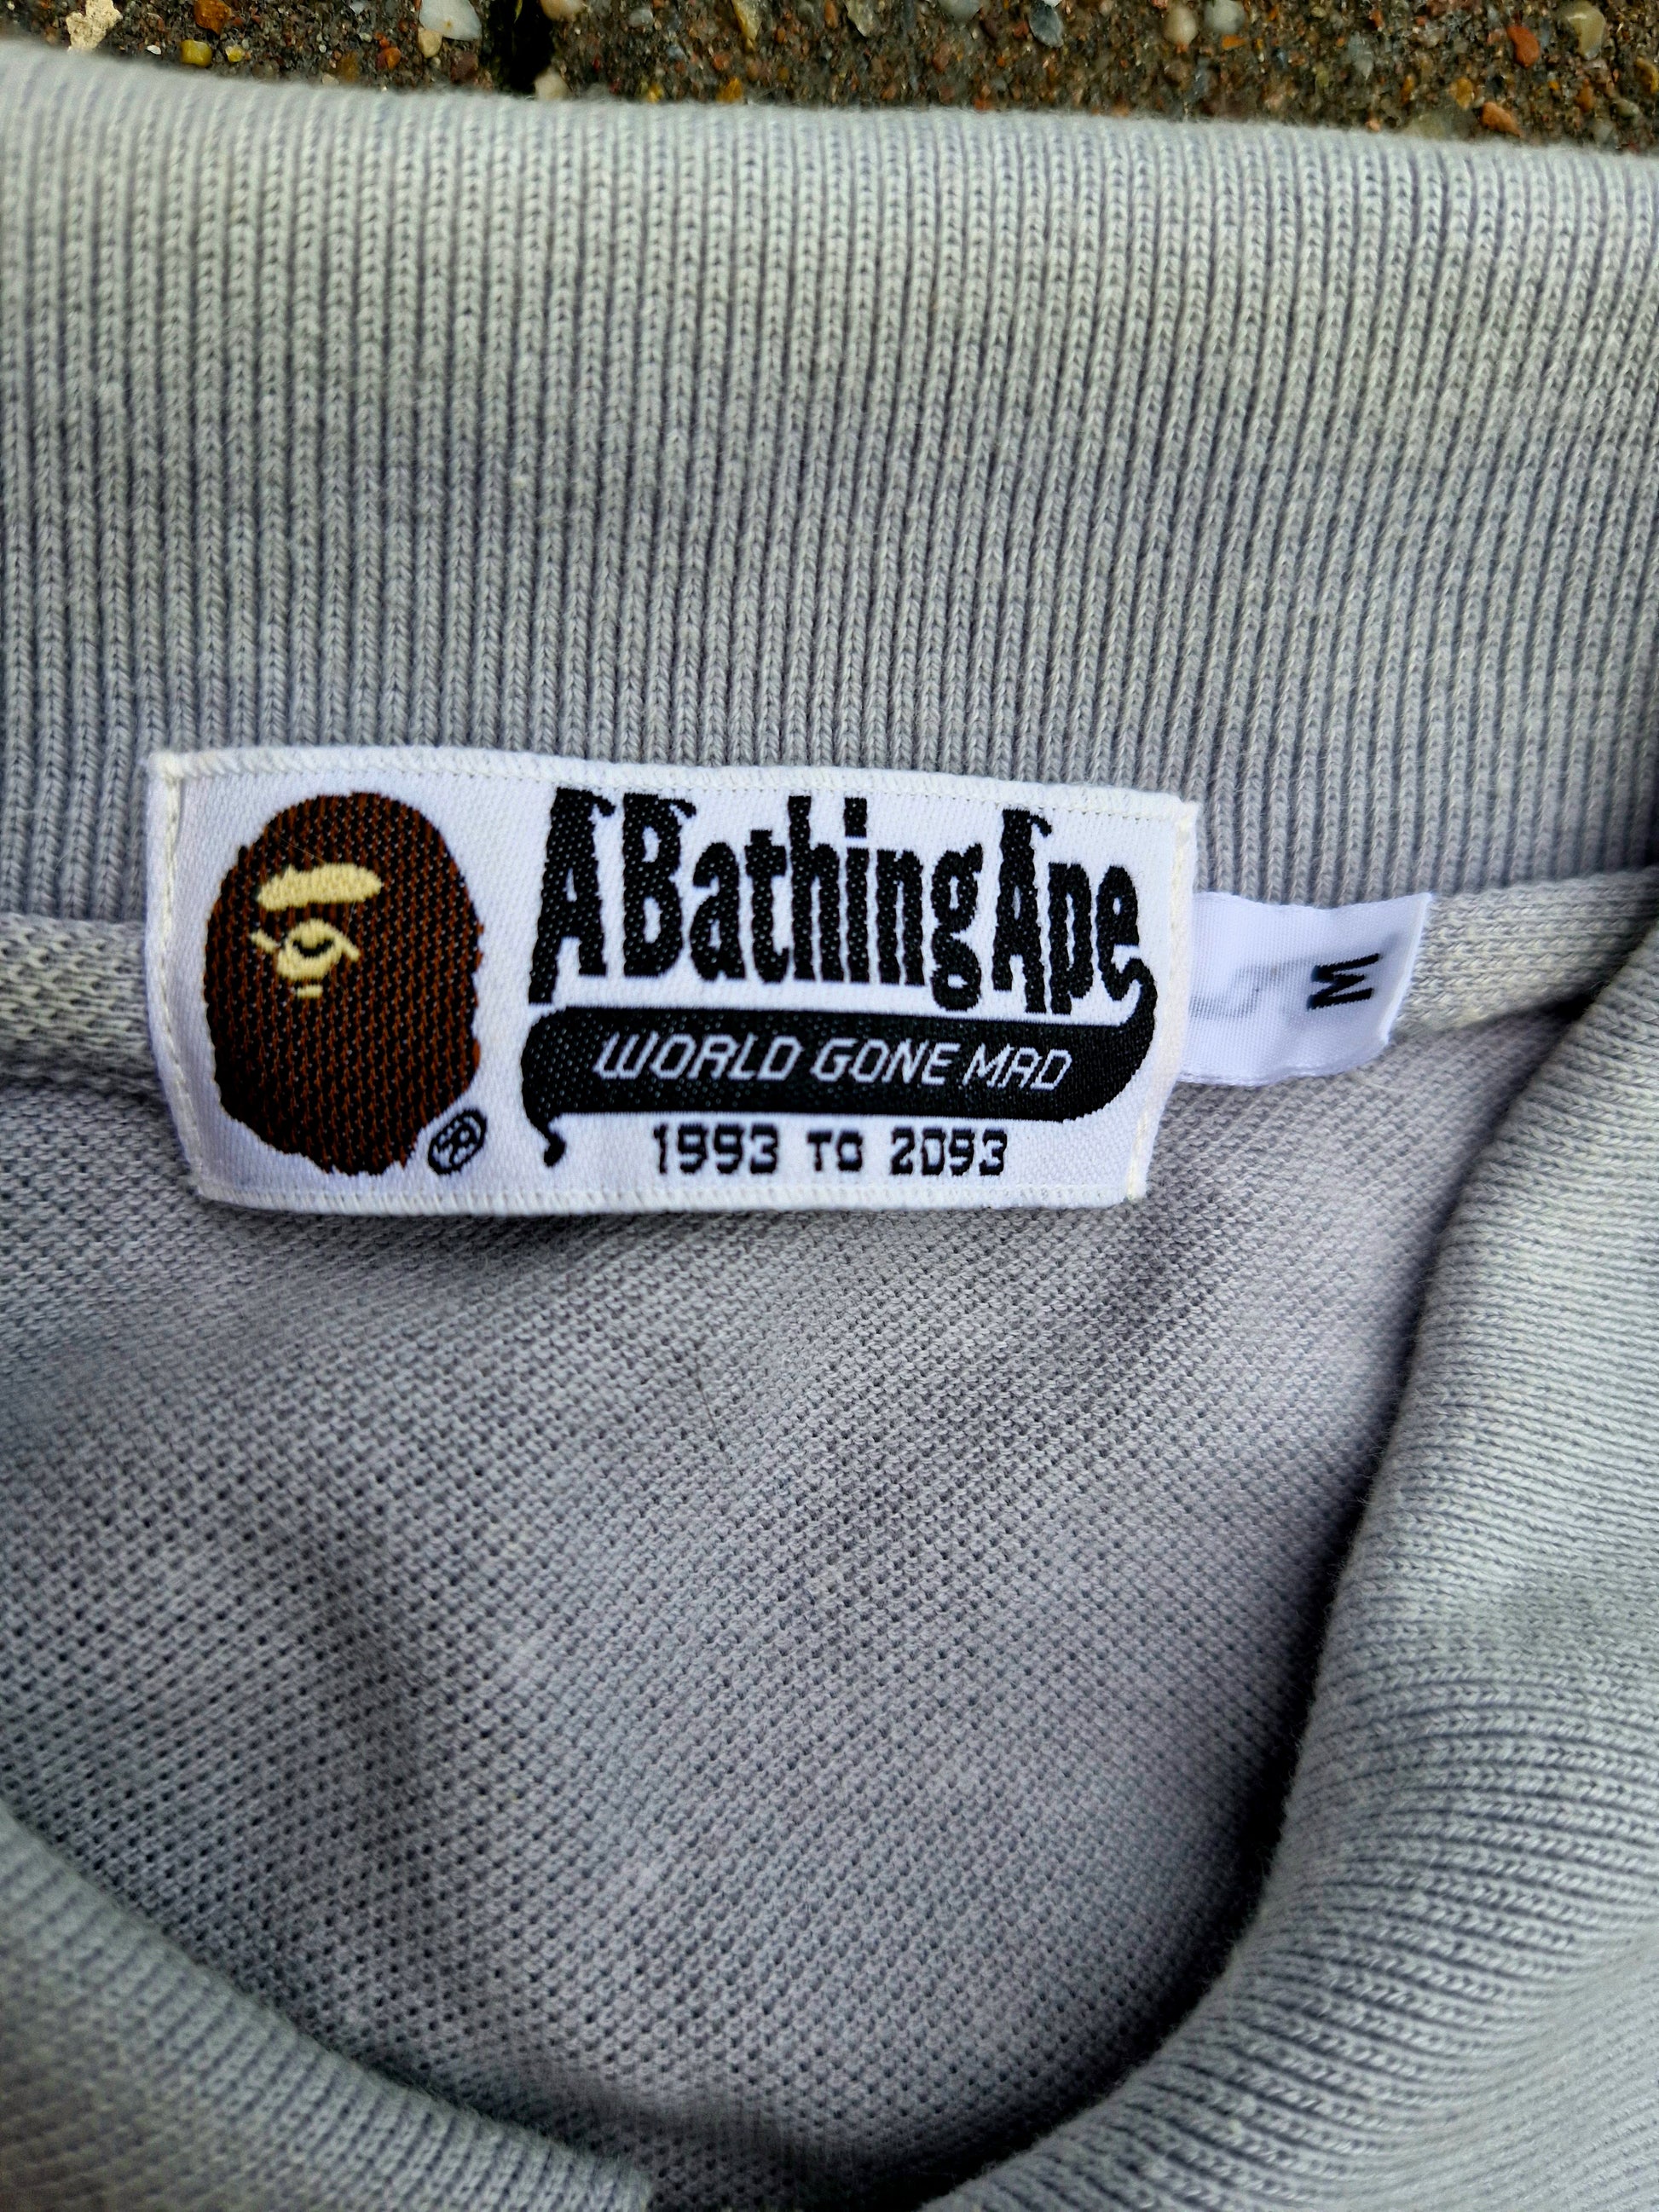 A Bathing Ape
WORLD GONE MAD
1993 TO 2093
®
M